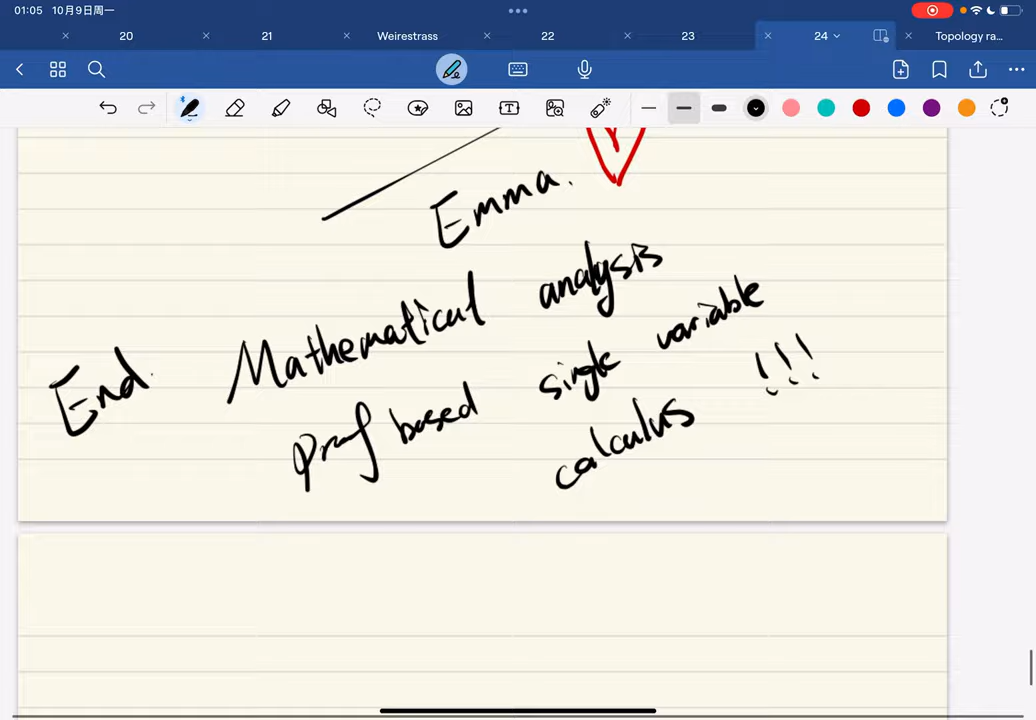 01:05 10月9日周一
20 21 Weirestrass 22 23 24 Topology ra...
Emma.
End. Mathematical analysis
proof based single variable
calculus !!!